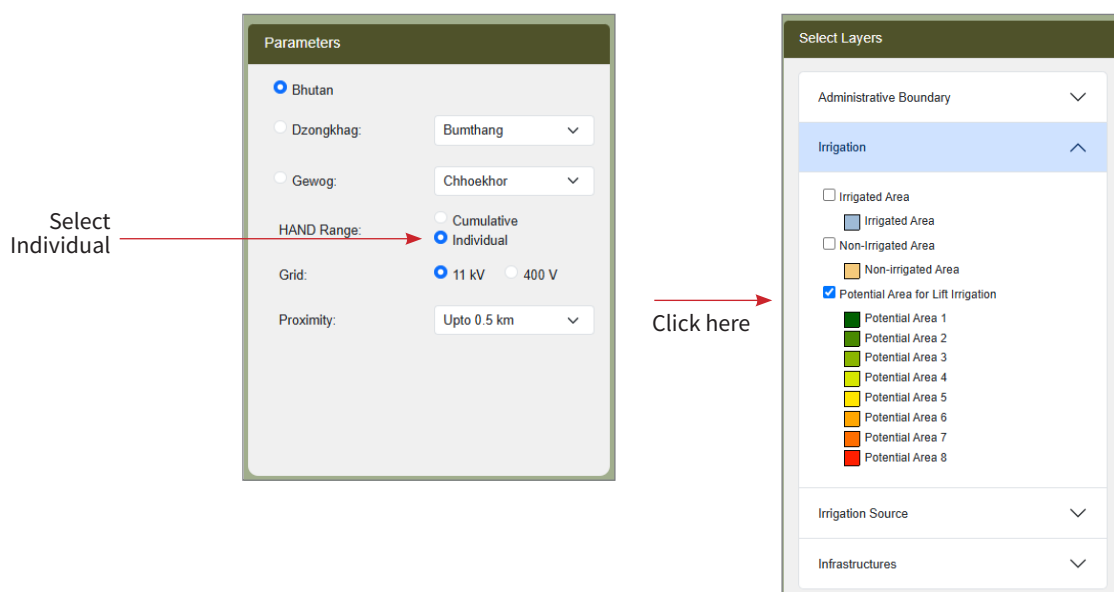 Parameters
Bhutan
Dzongkhag: Bumthang
Gewog: Chhoekhor
HAND Range: Cumulative
Individual
Grid: 11 kV 400 V
Proximity: Upto 0.5 km
Select
Individual
Click here
Select Layers
Administrative Boundary
Irrigation
Irrigated Area
Irrigated Area
Non-Irrigated Area
Non-irrigated Area
Potential Area for Lift Irrigation
Potential Area 1
Potential Area 2
Potential Area 3
Potential Area 4
Potential Area 5
Potential Area 6
Potential Area 7
Potential Area 8
Irrigation Source
Infrastructures